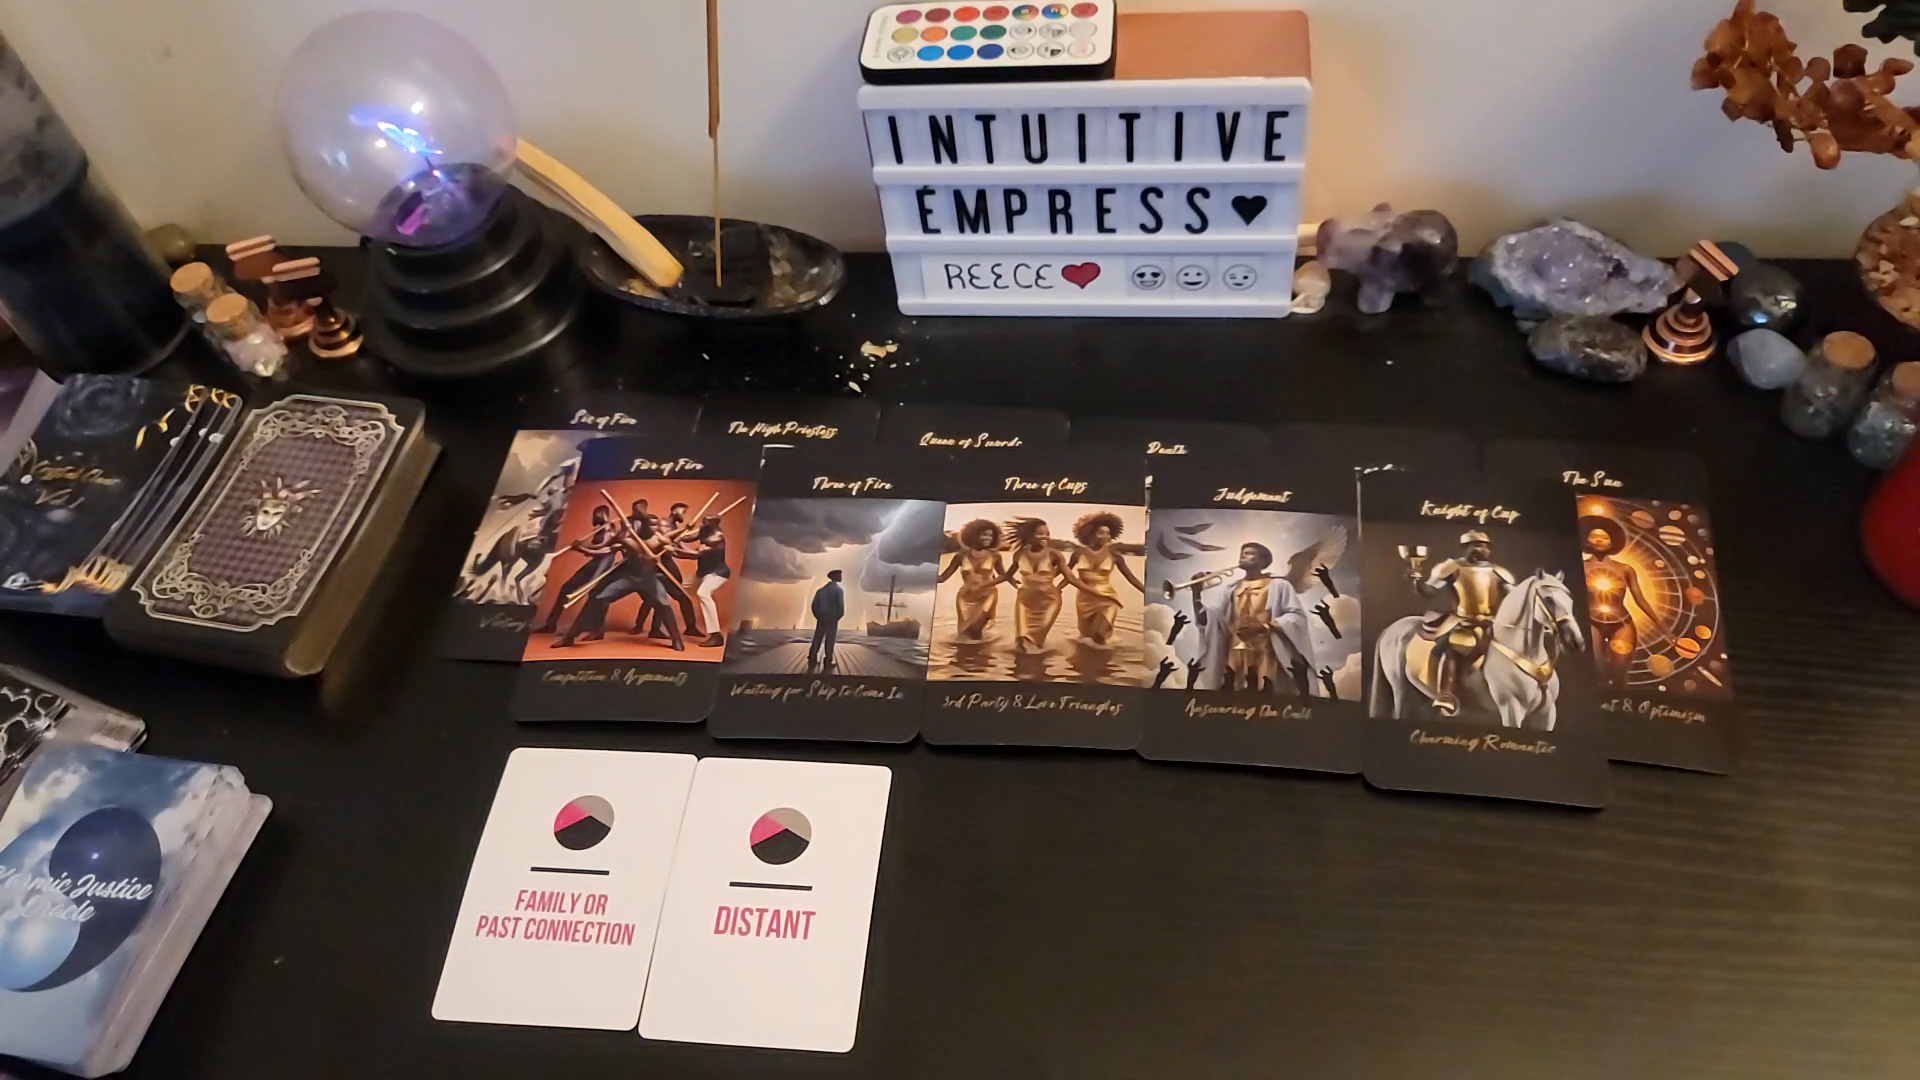 INTUITIVE
EMPRESS♥
REECE
Six of Fire
The High Priestess
Queen of Swords
Death
The Sun
Five of Fire
Three of Fire
Three of Cups
Judgement
Knight of Cup
Victory
Competition & Arguments
Waiting for Ship to Come In
3rd Party & Love Triangles
Answering the Call
Charming Romantic
& Optimism
FAMILY OR
PAST CONNECTION
DISTANT
Karmic Justice
Oracle